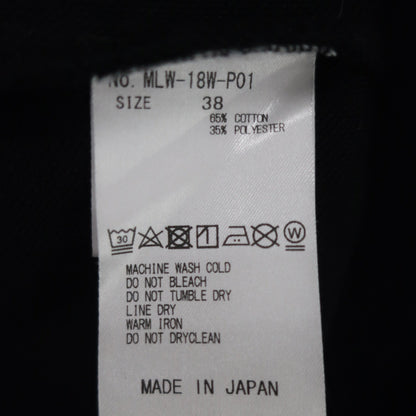 No. MLW-18W-P01
SIZE 38
65% COTTON
35% POLYESTER
30 W
MACHINE WASH COLD
DO NOT BLEACH
DO NOT TUMBLE DRY
LINE DRY
WARM IRON
DO NOT DRYCLEAN
MADE IN JAPAN